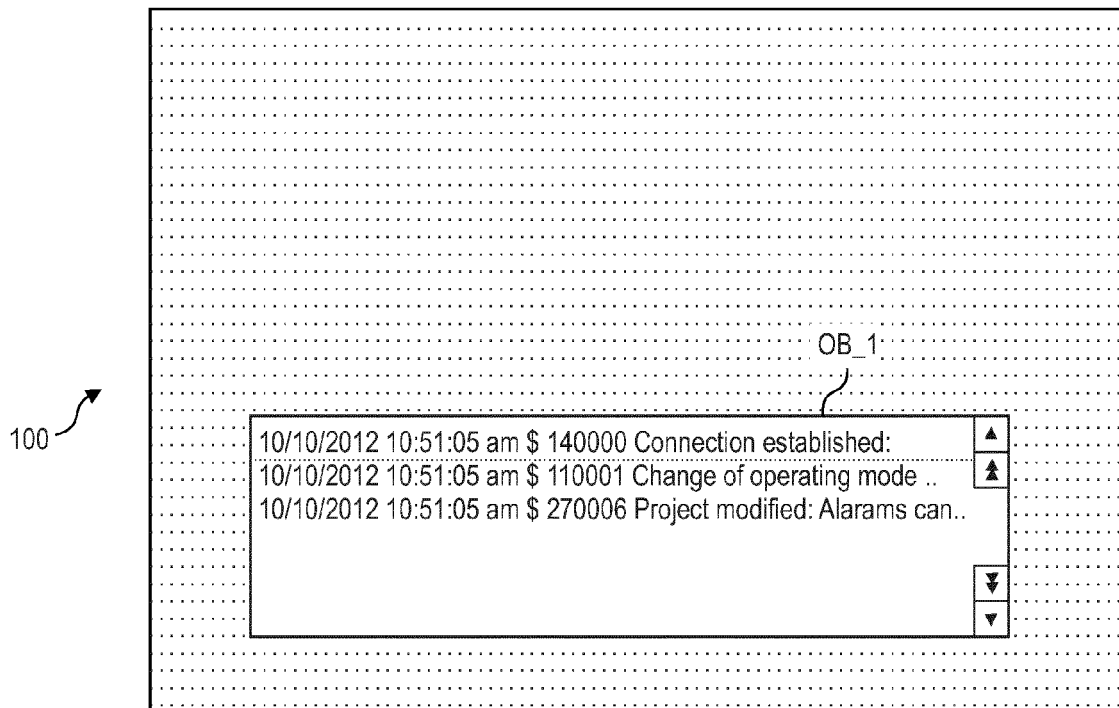 OB_1
100
10/10/2012 10:51:05 am $ 140000 Connection established:
10/10/2012 10:51:05 am $ 110001 Change of operating mode ..
10/10/2012 10:51:05 am $ 270006 Project modified: Alarams can..